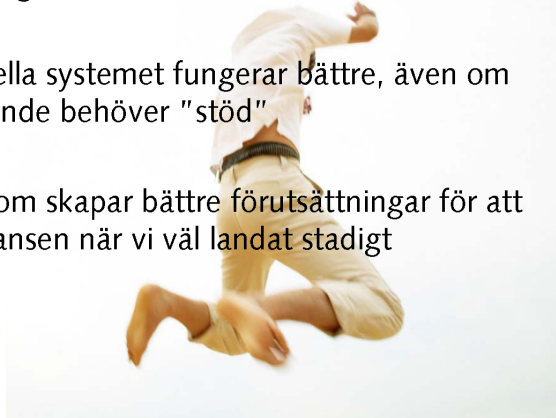 ella systemet fungerar bättre, även om
nde behöver ”stöd”
om skapar bättre förutsättningar för att
ansen när vi väl landat stadigt